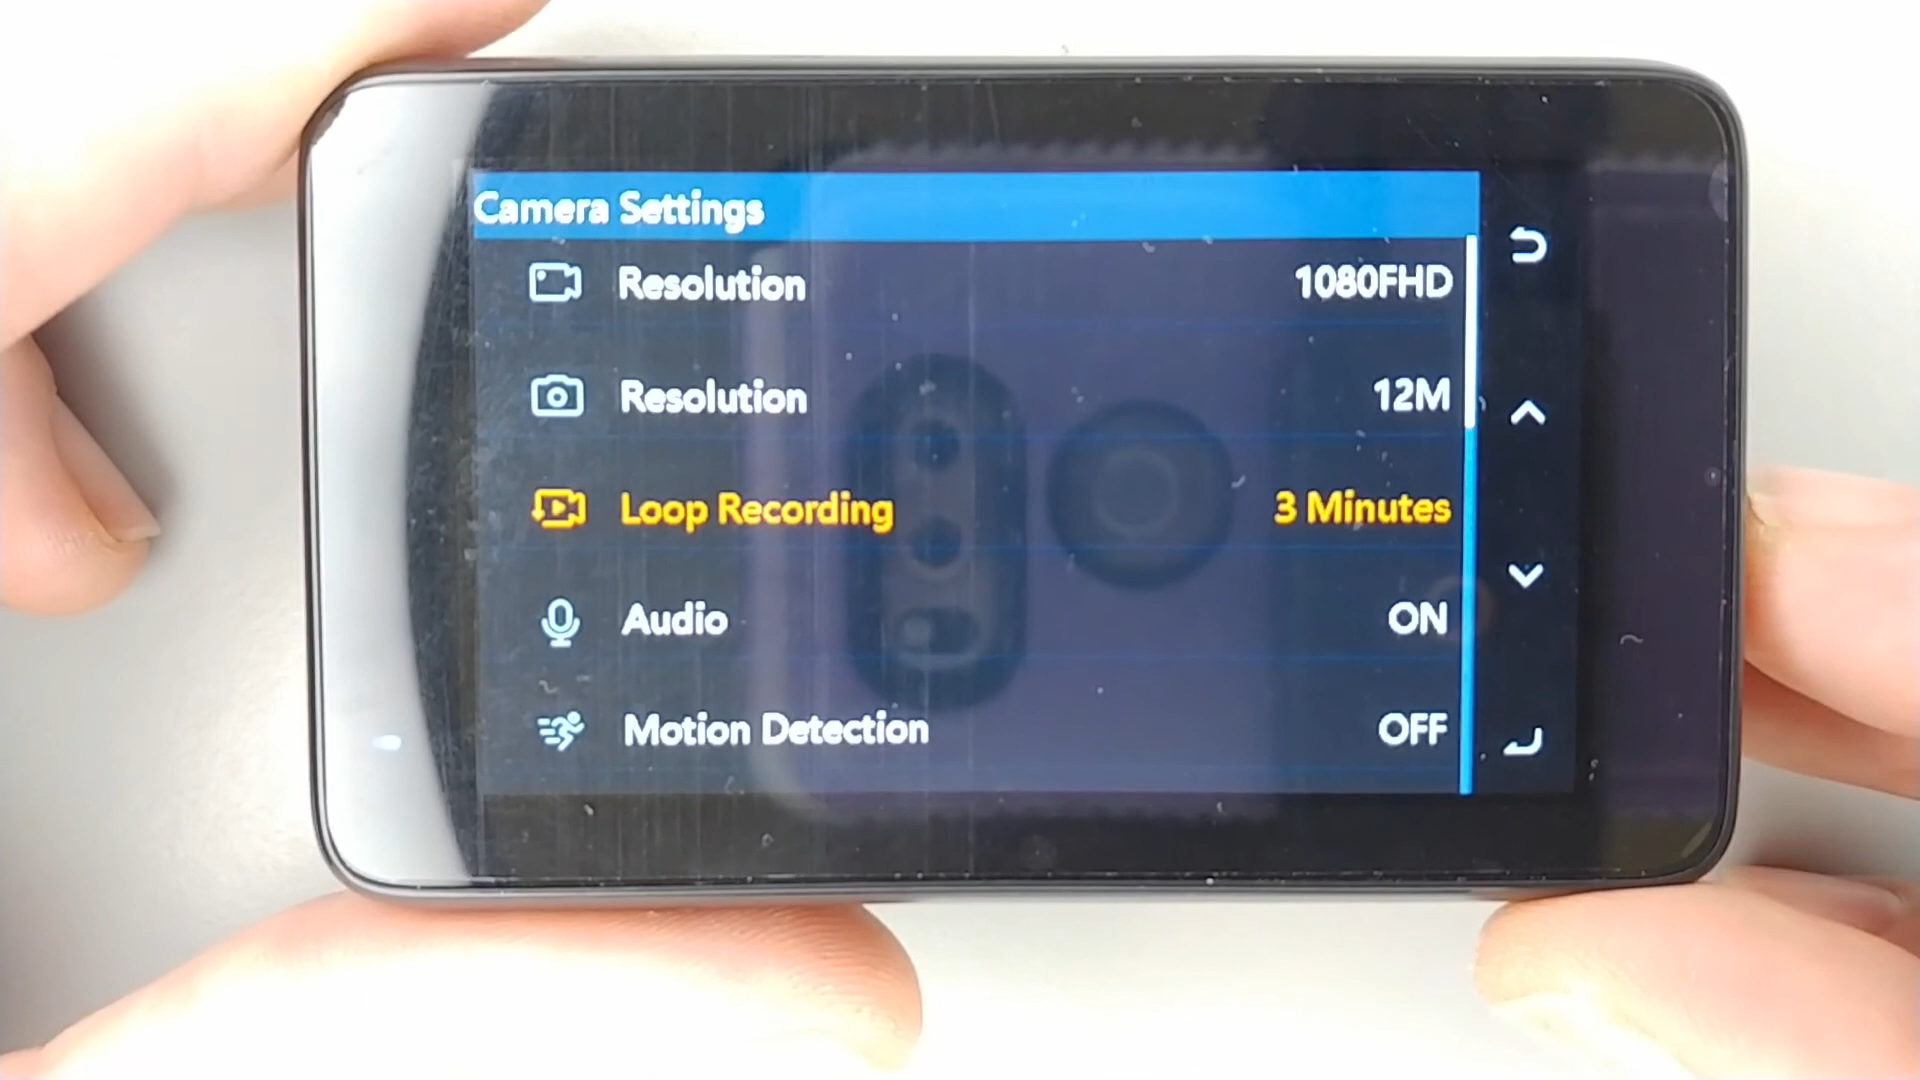 Camera Settings
Resolution 1080FHD
Resolution 12M
Loop Recording 3 Minutes
Audio ON
Motion Detection OFF